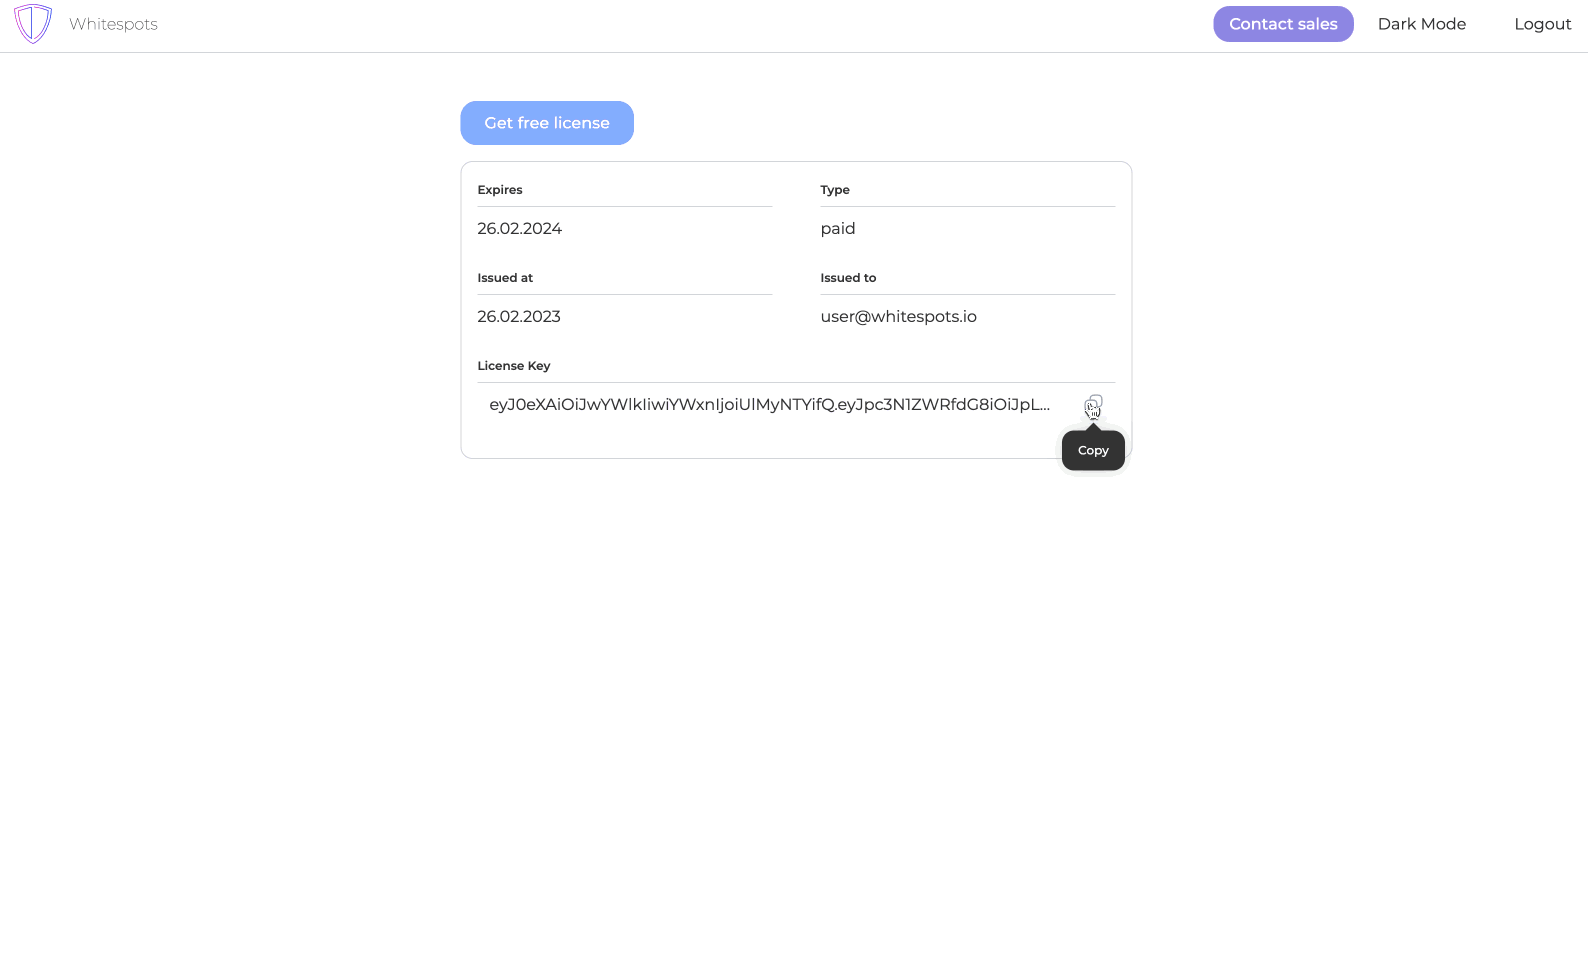 Whitespots
Contact sales
Dark Mode
Logout
Get free license
Expires
Type
26.02.2024
paid
Issued at
Issued to
26.02.2023
user@whitespots.io
License Key
eyJ0eXAiOiJwYWlkIiwiYWxnIjoiUlMyNTYifQ.eyJpc3N1ZWRfdG8iOiJpL...
Copy